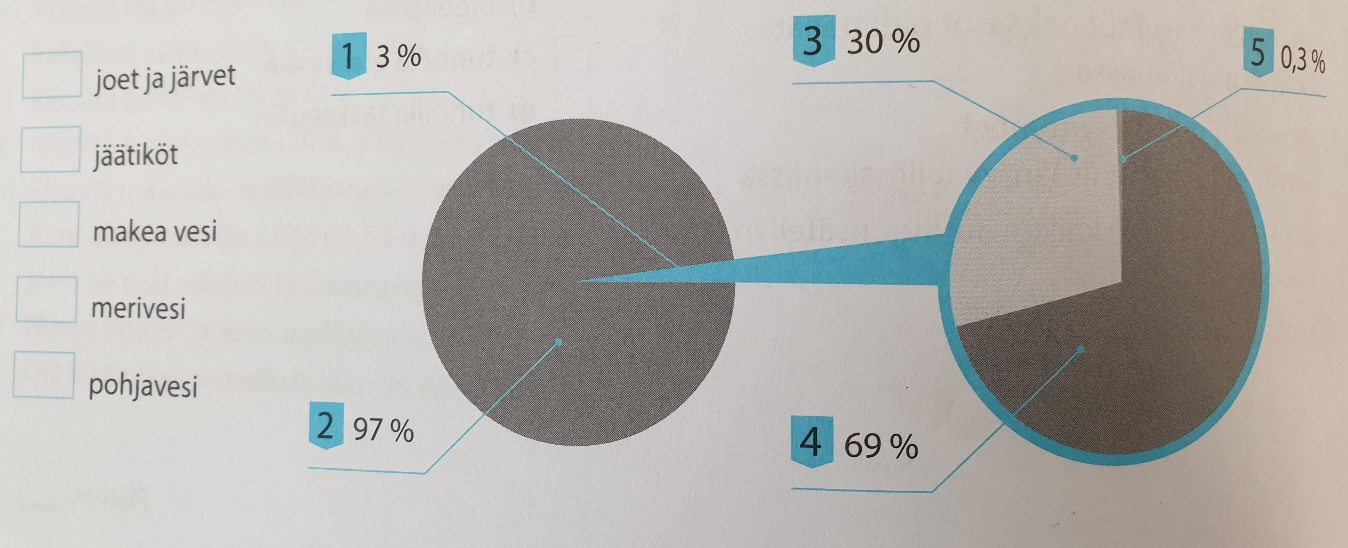 joet ja järvet
jäätiköt
makea vesi
merivesi
pohjavesi
1 3 %
2 97 %
3 30 %
4 69 %
5 0,3 %